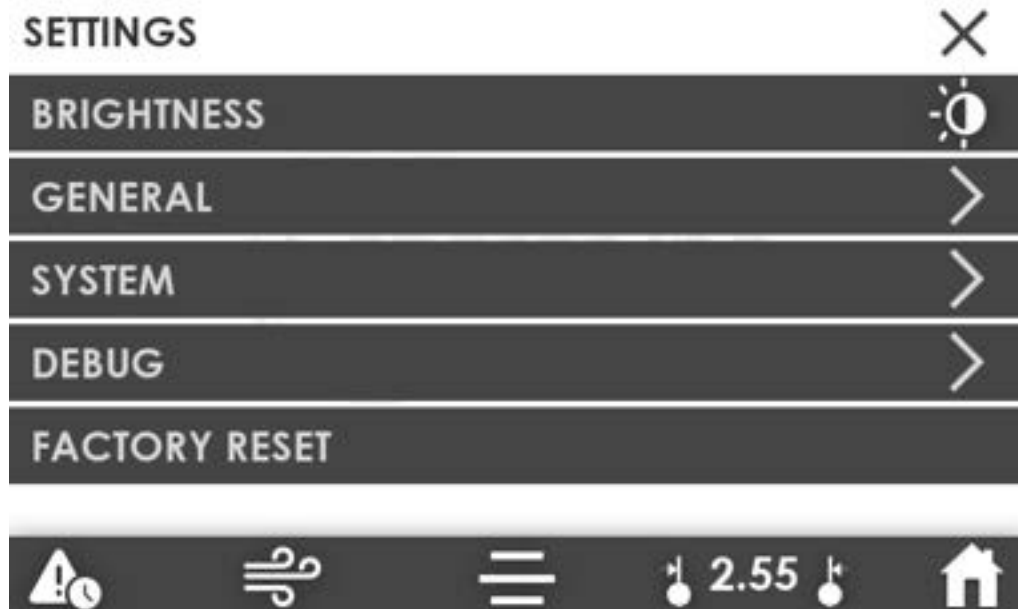 SETTINGS
BRIGHTNESS
GENERAL
SYSTEM
DEBUG
FACTORY RESET
2.55